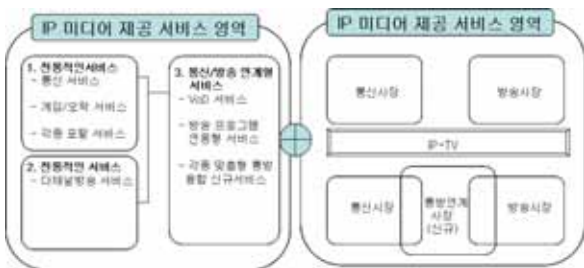 IP 미디어 제공 서비스 영역
1. 전통적인서비스
- 통신 서비스
- 게임/오락 서비스
- 각종 포탈 서비스
2. 전통적인 서비스
- 다채널방송 서비스
3. 통신/방송 연계형
서비스
- VoD 서비스
- 방송 프로그램
연동형 서비스
- 각종 맞춤형 통방
융합 신규서비스
IP 미디어 제공 서비스 영역
통신시장
방송시장
IP-TV
통신시장
통방연계
시장
(신규)
방송시장